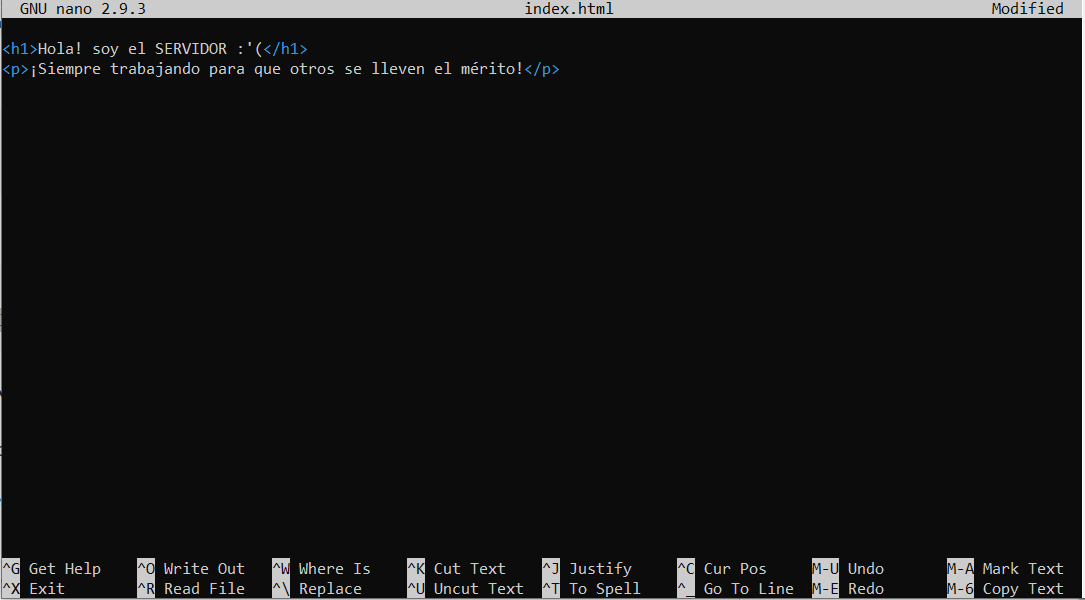 GNU nano 2.9.3 index.html Modified
<h1>Hola! soy el SERVIDOR :'(</h1>
<p>¡Siempre trabajando para que otros se lleven el mérito!</p>
^G Get Help ^O Write Out ^W Where Is ^K Cut Text ^J Justify ^C Cur Pos M-U Undo M-A Mark Text
^X Exit ^R Read File ^\ Replace ^U Uncut Text ^T To Spell ^_ Go To Line M-E Redo M-6 Copy Text